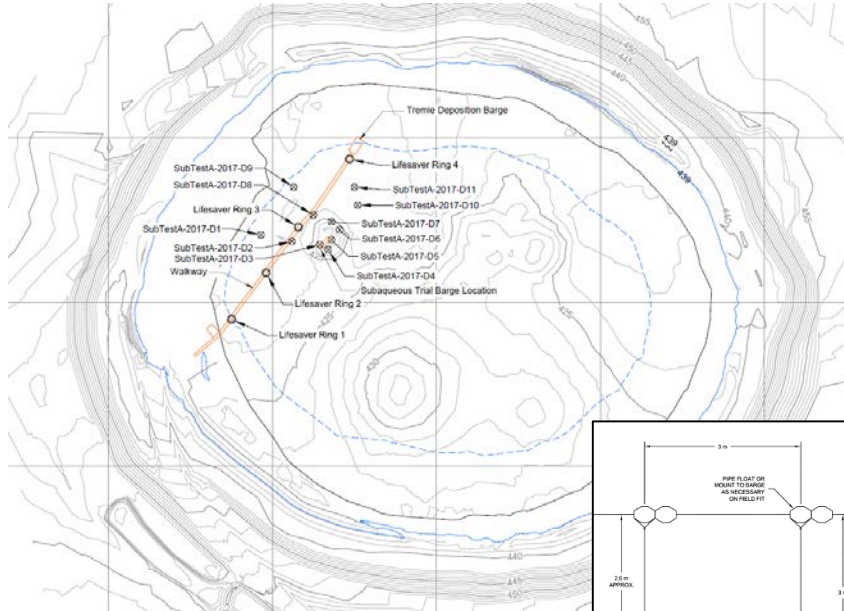 455
450
445
440
439
439
Tremie Deposition Barge
Lifesaver Ring 4
SubTestA-2017-D9
SubTestA-2017-D8
SubTestA-2017-D11
SubTestA-2017-D10
Lifesaver Ring 3
SubTestA-2017-D7
SubTestA-2017-D1
SubTestA-2017-D6
SubTestA-2017-D2
SubTestA-2017-D5
SubTestA-2017-D3
SubTestA-2017-D4
Walkway
Subaqueous Trial Barge Location
Lifesaver Ring 2
425
425
Lifesaver Ring 1
430
3 m
PIPE FLOAT OR
MOUNT TO BARGE
AS NECESSARY
ON FIELD FIT
2.6 m
APPROX.
440
445
450